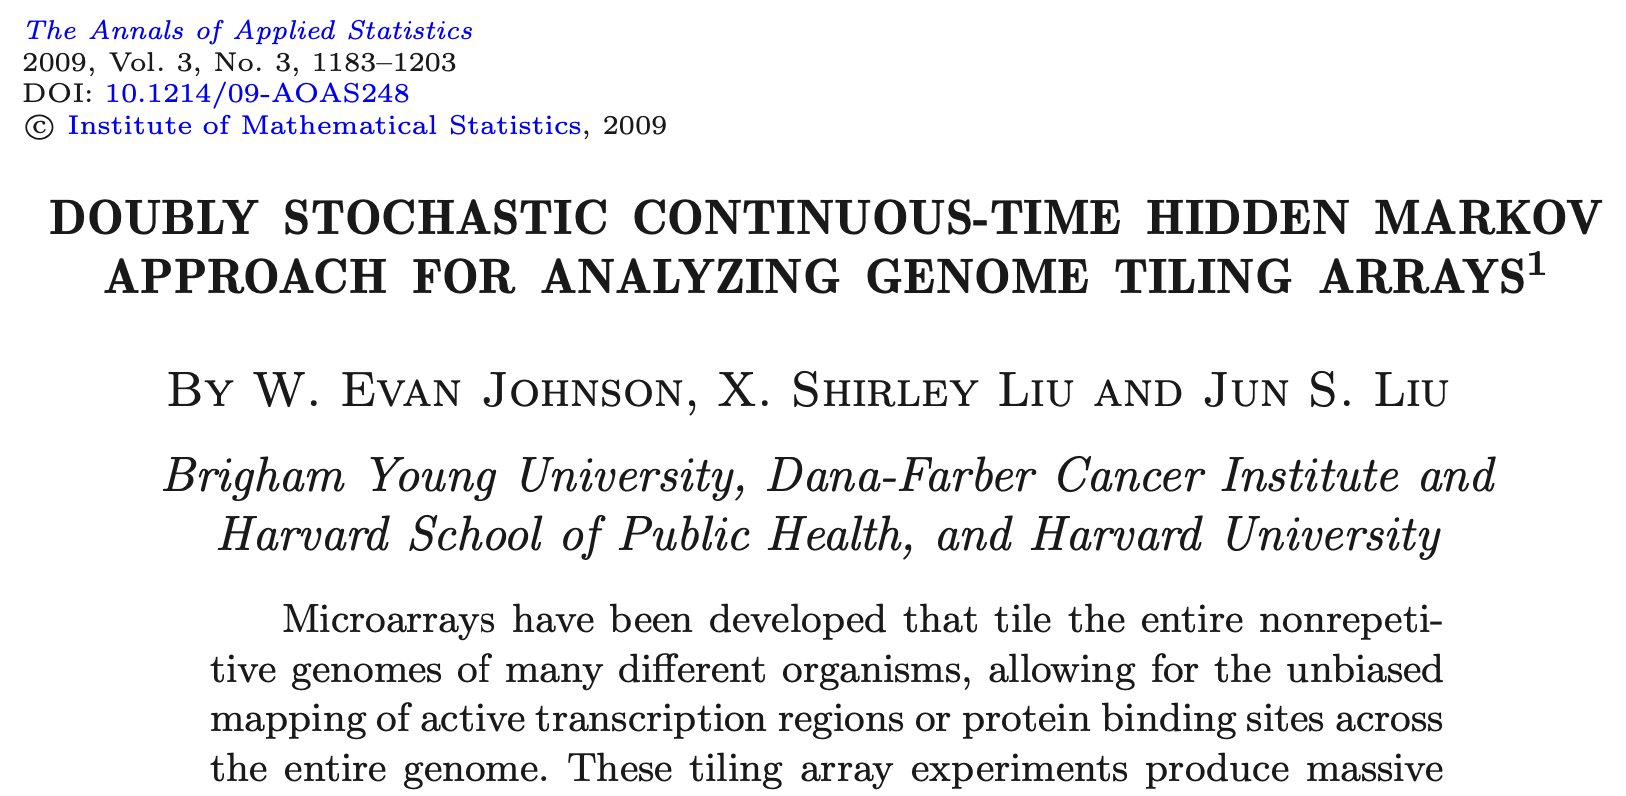 The Annals of Applied Statistics
2009, Vol. 3, No. 3, 1183–1203
DOI: 10.1214/09-AOAS248
© Institute of Mathematical Statistics, 2009
DOUBLY STOCHASTIC CONTINUOUS-TIME HIDDEN MARKOV
APPROACH FOR ANALYZING GENOME TILING ARRAYS¹
By W. Evan Johnson, X. Shirley Liu and Jun S. Liu
Brigham Young University, Dana-Farber Cancer Institute and
Harvard School of Public Health, and Harvard University
Microarrays have been developed that tile the entire nonrepeti-
tive genomes of many different organisms, allowing for the unbiased
mapping of active transcription regions or protein binding sites across
the entire genome. These tiling array experiments produce massive